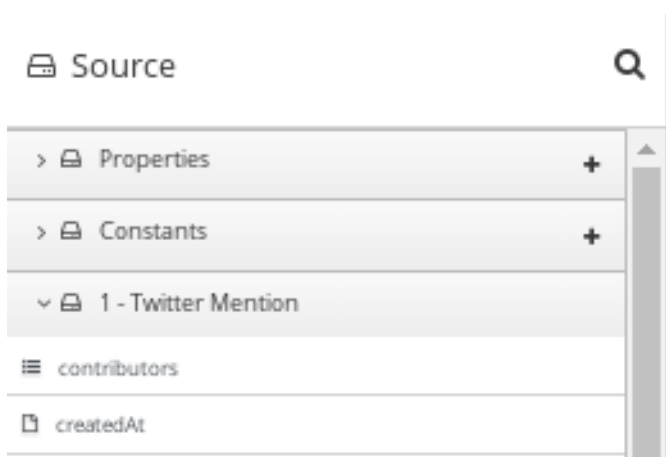 Source
Properties
Constants
1 - Twitter Mention
contributors
createdAt